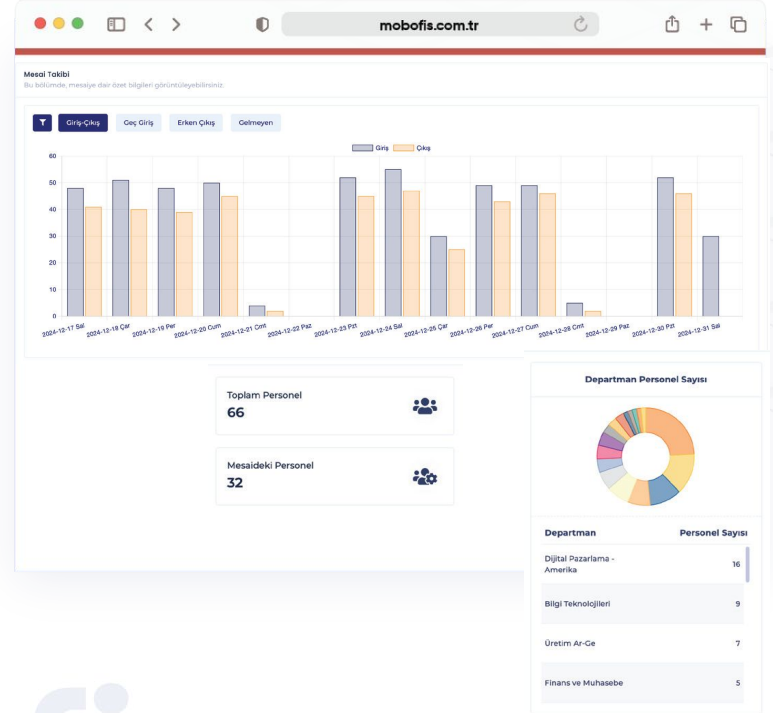 mobofis.com.tr
Mesai Takibi
Bu bölümde, mesaiye dair özet bilgileri görüntüleyebilirsiniz.
Giriş-Çıkış Geç Giriş Erken Çıkış Gelmeyen
Giriş Çıkış
60
50
40
30
20
10
0
2024-12-17 Sal 2024-12-18 Çar 2024-12-19 Per 2024-12-20 Cum 2024-12-21 Cmt 2024-12-22 Paz 2024-12-23 Pzt 2024-12-24 Sal 2024-12-25 Çar 2024-12-26 Per 2024-12-27 Cum 2024-12-28 Cmt 2024-12-29 Paz 2024-12-30 Pzt 2024-12-31 Sal
Toplam Personel
66
Mesaideki Personel
32
Departman Personel Sayısı
Departman Personel Sayısı
Dijital Pazarlama -
Amerika 16
Bilgi Teknolojileri 9
Üretim Ar-Ge 7
Finans ve Muhasebe 5